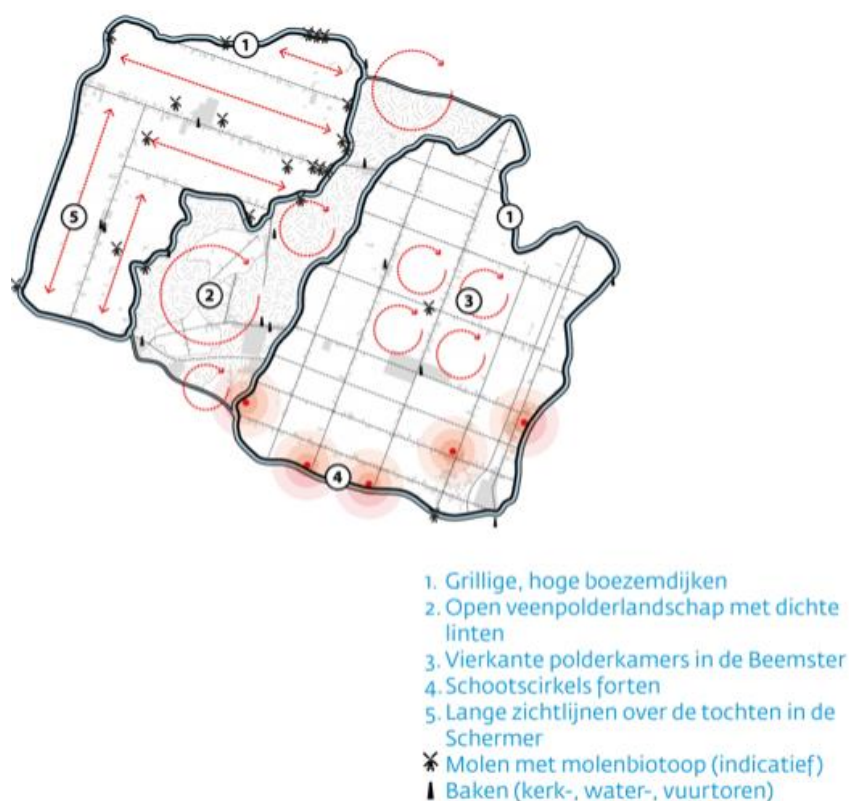 1
1
5
2
3
4
1. Grillige, hoge boezemdijken
2. Open veenpolderlandschap met dichte
linten
3. Vierkante polderkamers in de Beemster
4. Schootscirkels forten
5. Lange zichtlijnen over de tochten in de
Schermer
Molen met molenbiotoop (indicatief)
Baken (kerk-, water-, vuurtoren)